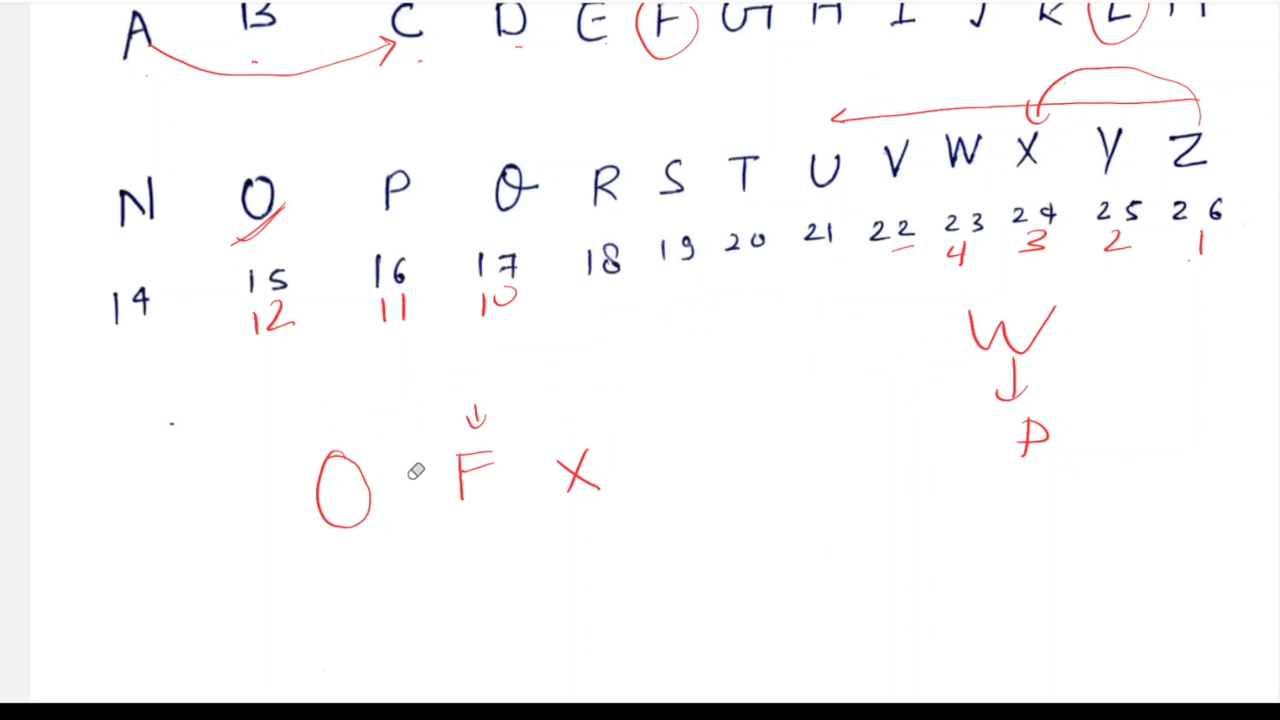 A B C D E F G H I J K L M
N O P Q R S T U V W X Y Z
14 15 16 17 18 19 20 21 22 23 24 25 26
12 11 10 4 3 2 1
W
P
O F X